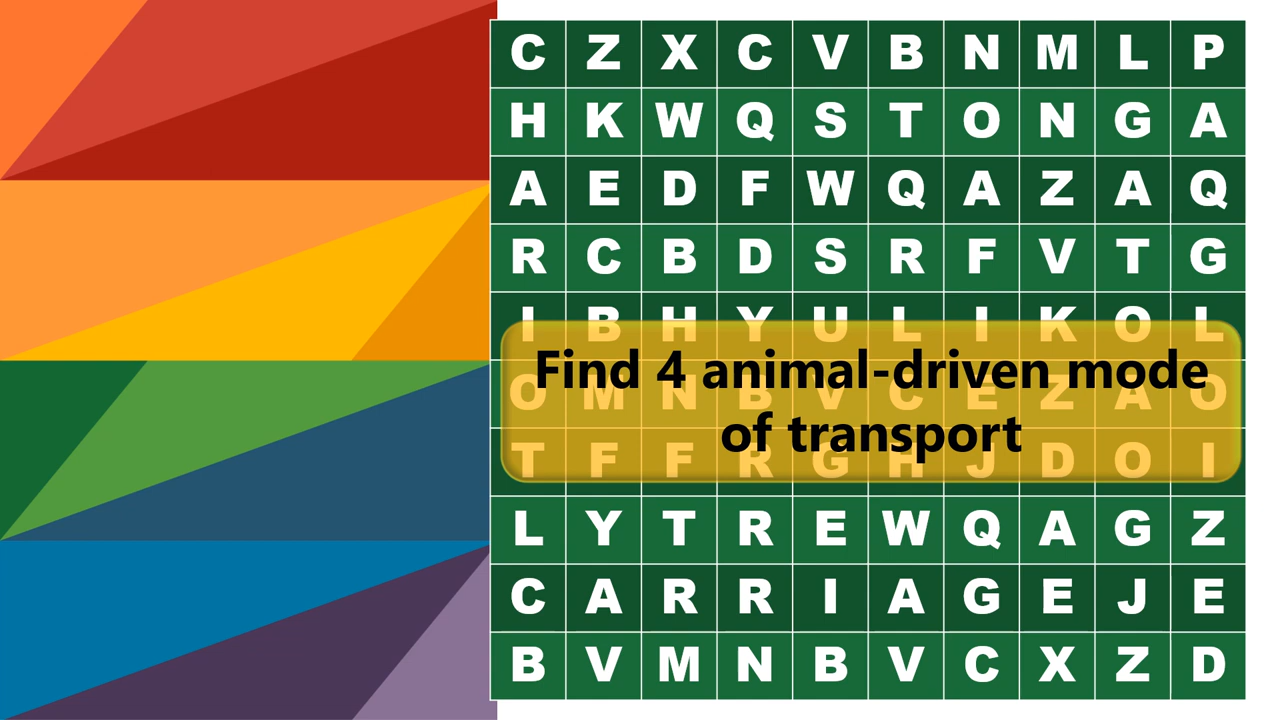 C Z X C V B N M L P
H K W Q S T O N G A
A E D F W Q A Z A Q
R C B D S R F V T G
I B H Y U L I K O L
Find 4 animal-driven mode
O M N B V C E Z A O
of transport
T F F R G H J D O I
L Y T R E W Q A G Z
C A R R I A G E J E
B V M N B V C X Z D